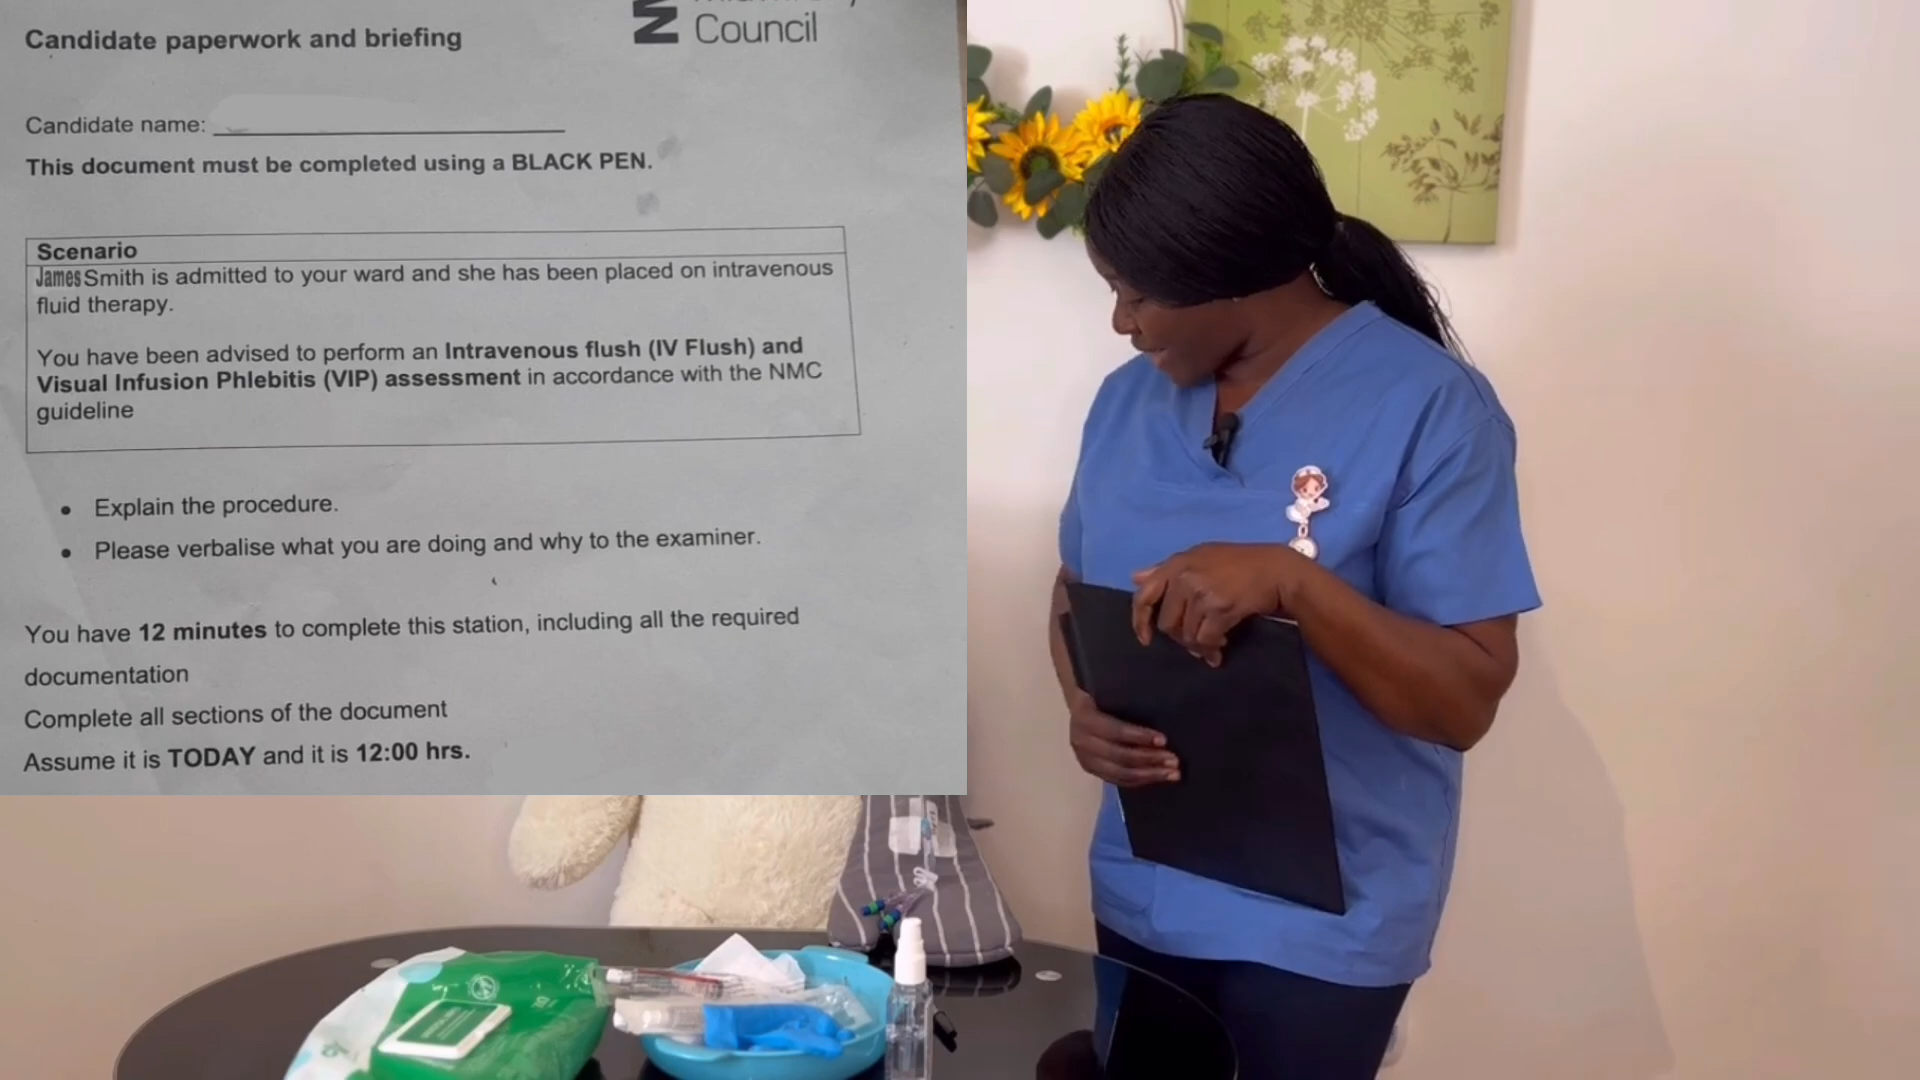 Council
Candidate paperwork and briefing
Candidate name:
This document must be completed using a BLACK PEN.
Scenario
James Smith is admitted to your ward and she has been placed on intravenous
fluid therapy.
You have been advised to perform an Intravenous flush (IV Flush) and
Visual Infusion Phlebitis (VIP) assessment in accordance with the NMC
guideline
• Explain the procedure.
• Please verbalise what you are doing and why to the examiner.
You have 12 minutes to complete this station, including all the required
documentation
Complete all sections of the document
Assume it is TODAY and it is 12:00 hrs.